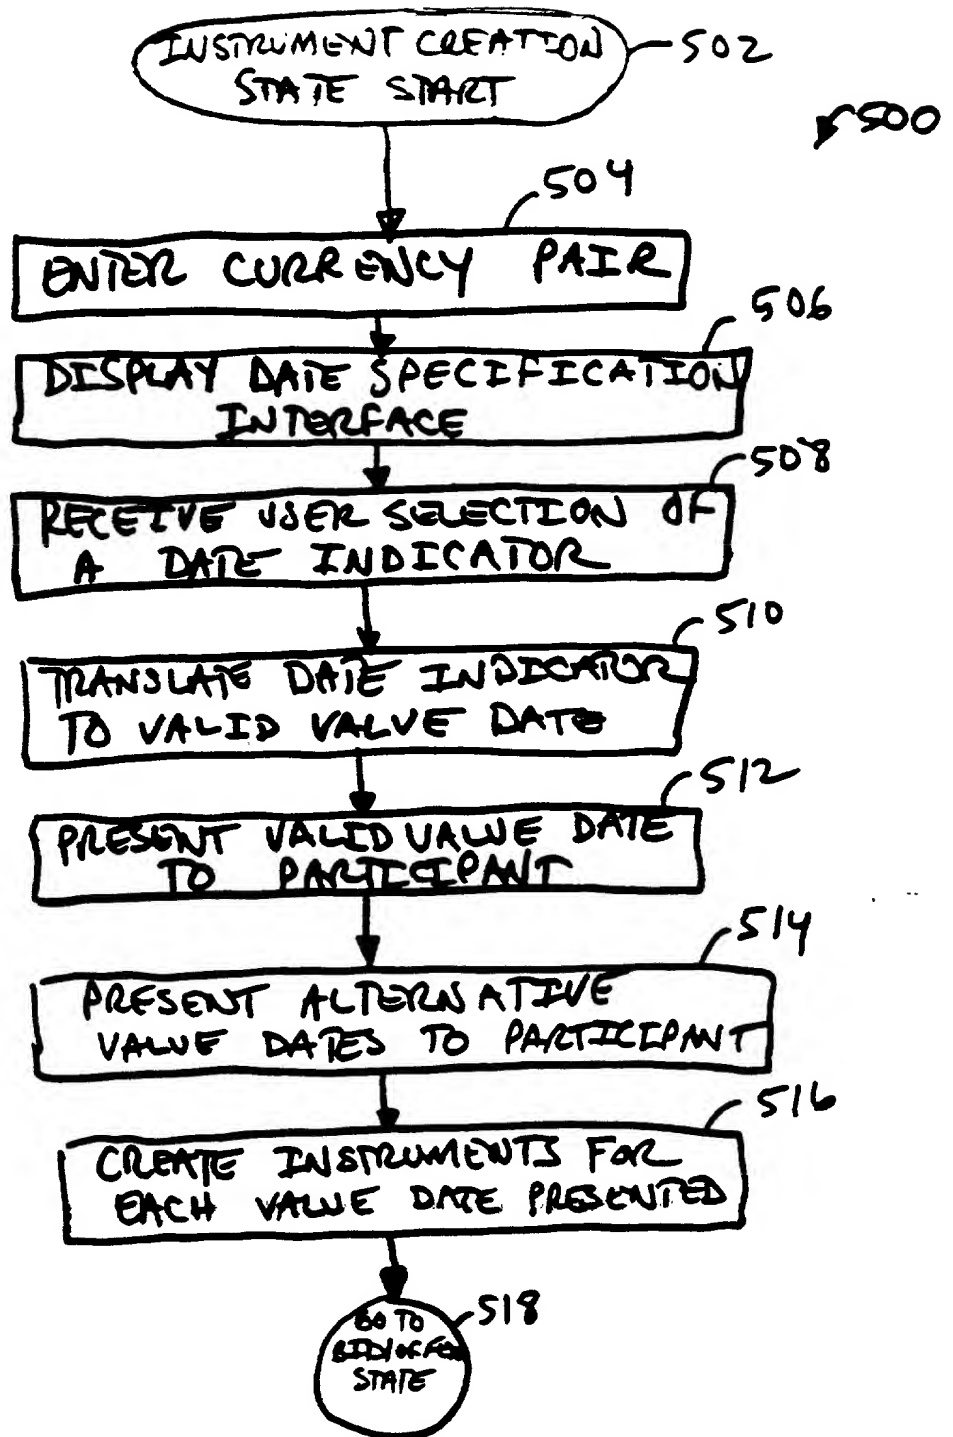 INSTRUMENT CREATION
STATE START
502
500
504
ENTER CURRENCY PAIR
506
DISPLAY DATE SPECIFICATION
INTERFACE
508
RECEIVE USER SELECTION OF
A DATE INDICATOR
510
TRANSLATE DATE INDICATOR
TO VALID VALUE DATE
512
PRESENT VALID VALUE DATE
TO PARTICIPANT
514
PRESENT ALTERNATIVE
VALUE DATES TO PARTICIPANT
516
CREATE INSTRUMENTS FOR
EACH VALUE DATE PRESENTED
518
GO TO
BID/OFFER
STATE